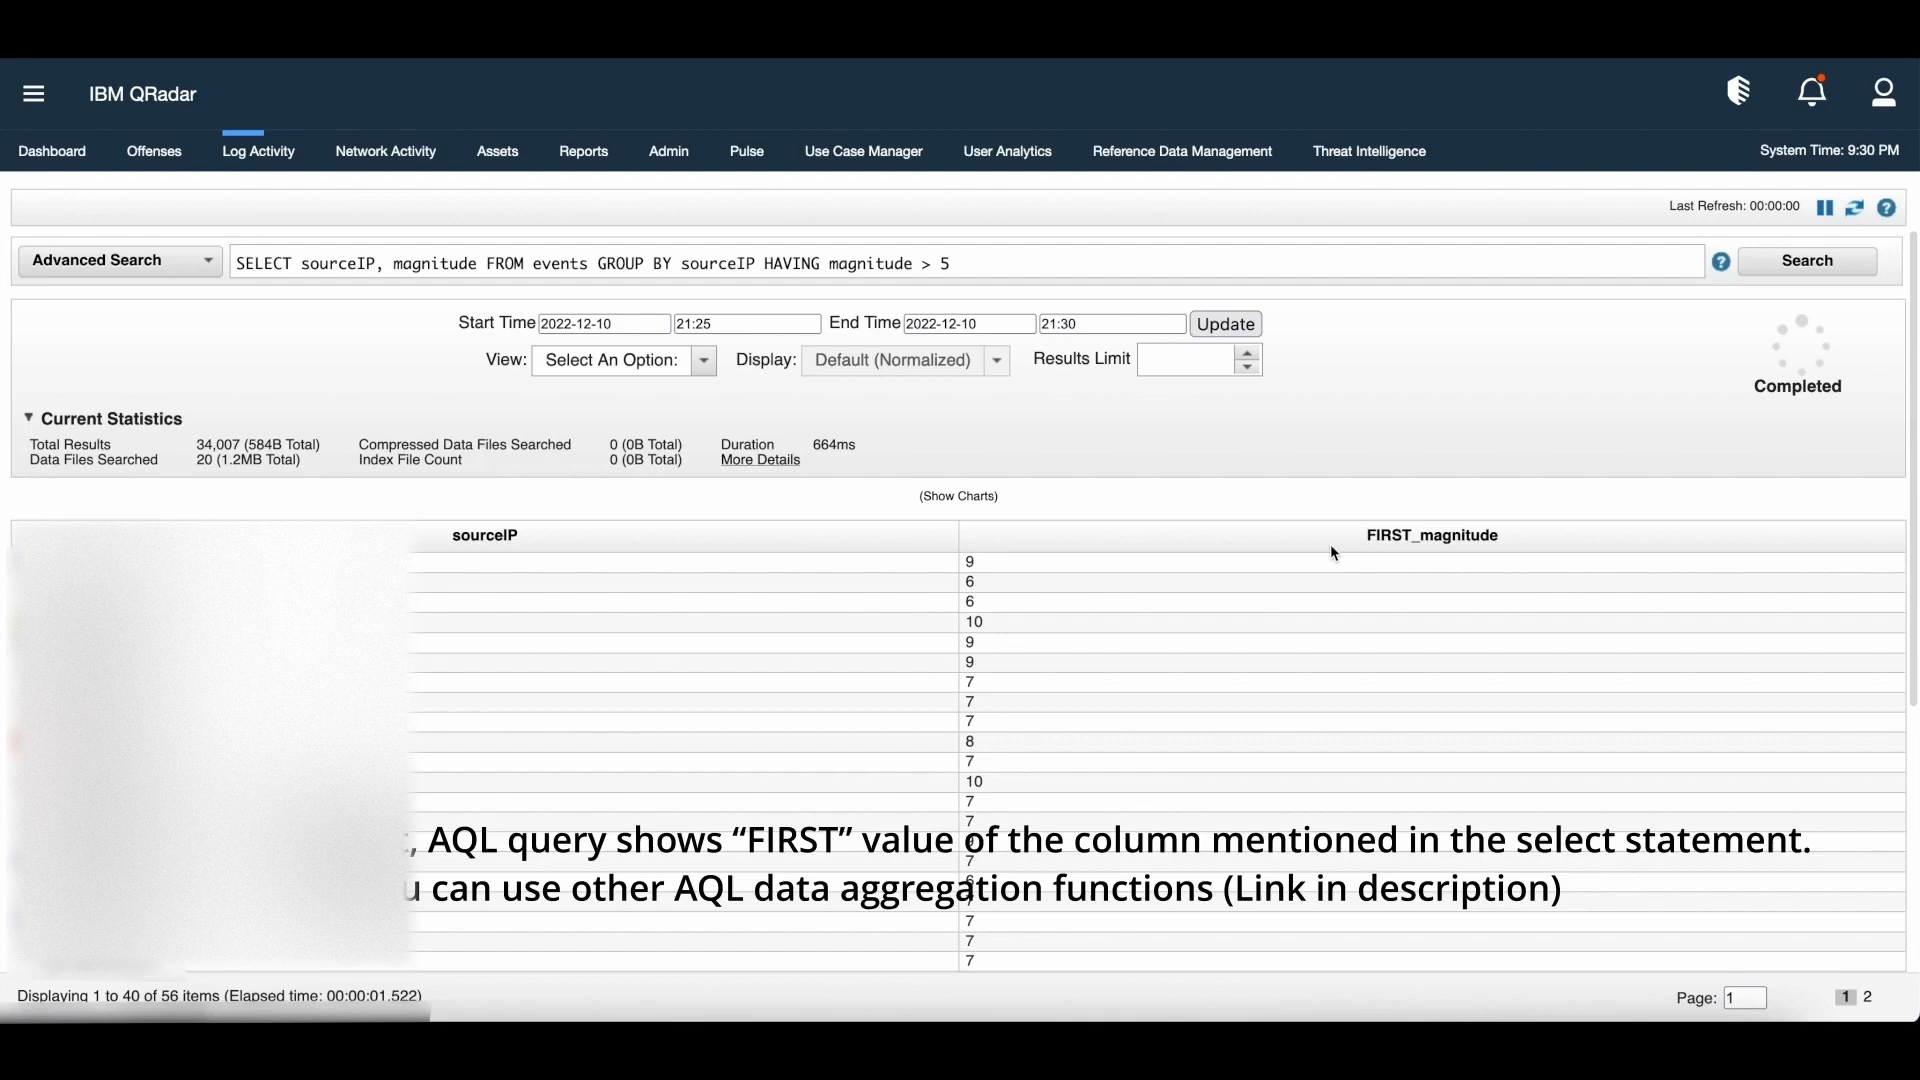 IBM QRadar
Dashboard Offenses Log Activity Network Activity Assets Reports Admin Pulse Use Case Manager User Analytics Reference Data Management Threat Intelligence System Time: 9:30 PM
Last Refresh: 00:00:00
Advanced Search SELECT sourceIP, magnitude FROM events GROUP BY sourceIP HAVING magnitude > 5 Search
Start Time 2022-12-10 21:25 End Time 2022-12-10 21:30 Update
View: Select An Option: Display: Default (Normalized) Results Limit
Completed
Current Statistics
Total Results 34,007 (584B Total) Compressed Data Files Searched 0 (0B Total) Duration 664ms
Data Files Searched 20 (1.2MB Total) Index File Count 0 (0B Total) More Details
(Show Charts)
sourceIP FIRST_magnitude
9
6
6
10
9
9
7
7
7
8
7
10
7
7
AQL query shows “FIRST” value of the column mentioned in the select statement.
7
can use other AQL data aggregation functions (Link in description)
7
7
7
Displaying 1 to 40 of 56 items (Elapsed time: 00:00:01.522)
Page: 1 1 2